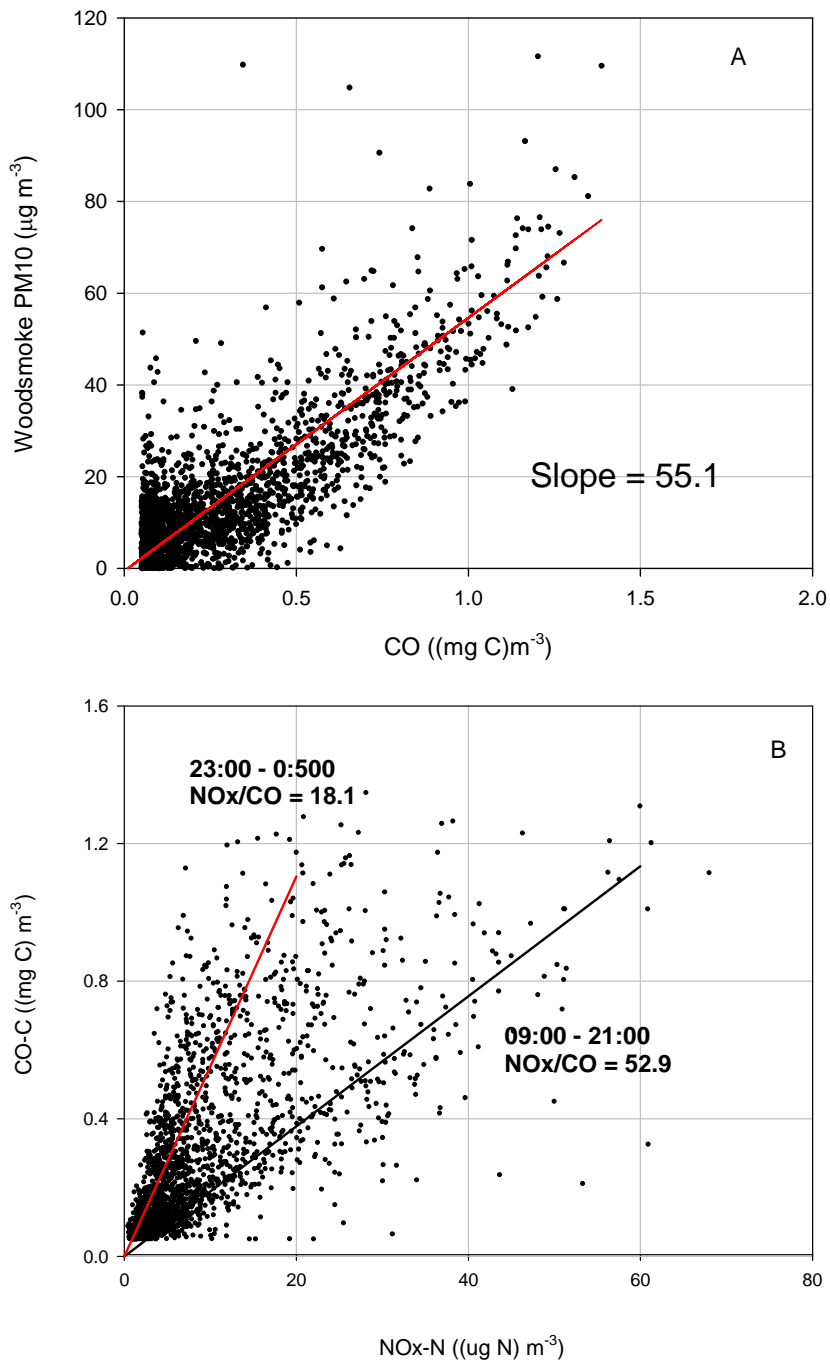 120
100
80
60
40
20
0
Woodsmoke PM10 (μg m-3)
A
Slope = 55.1
0.0 0.5 1.0 1.5 2.0
CO ((mg C)m-3)
1.6
1.2
0.8
0.4
0.0
CO-C ((mg C) m-3)
B
23:00 - 0:500
NOx/CO = 18.1
09:00 - 21:00
NOx/CO = 52.9
0 20 40 60 80
NOx-N ((ug N) m-3)